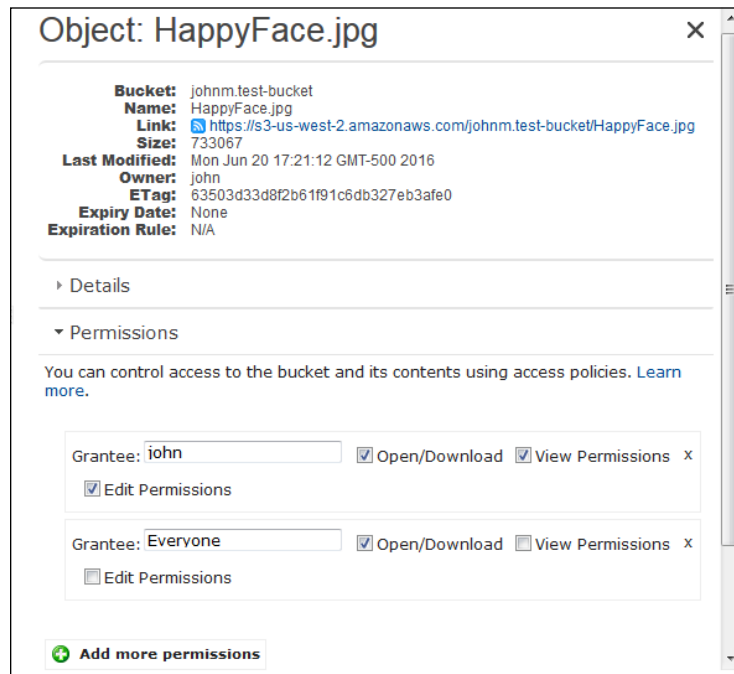 Object: HappyFace.jpg
Bucket: johnm.test-bucket
Name: HappyFace.jpg
Link: https://s3-us-west-2.amazonaws.com/johnm.test-bucket/HappyFace.jpg
Size: 733067
Last Modified: Mon Jun 20 17:21:12 GMT-500 2016
Owner: john
ETag: 63503d33d8f2b61f91c6db327eb3afe0
Expiry Date: None
Expiration Rule: N/A
Details
Permissions
You can control access to the bucket and its contents using access policies. Learn
more.
Grantee: john Open/Download View Permissions x
Edit Permissions
Grantee: Everyone Open/Download View Permissions x
Edit Permissions
Add more permissions